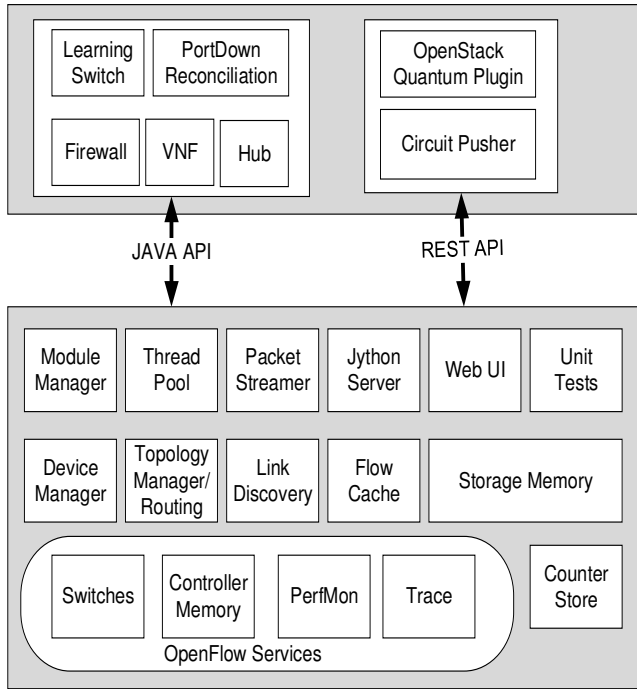 Learning
Switch
PortDown
Reconciliation
Firewall
VNF
Hub
OpenStack
Quantum Plugin
Circuit Pusher
JAVA API
REST API
Module
Manager
Thread
Pool
Packet
Streamer
Jython
Server
Web UI
Unit
Tests
Device
Manager
Topology
Manager/
Routing
Link
Discovery
Flow
Cache
Storage Memory
Switches
Controller
Memory
PerfMon
Trace
OpenFlow Services
Counter
Store